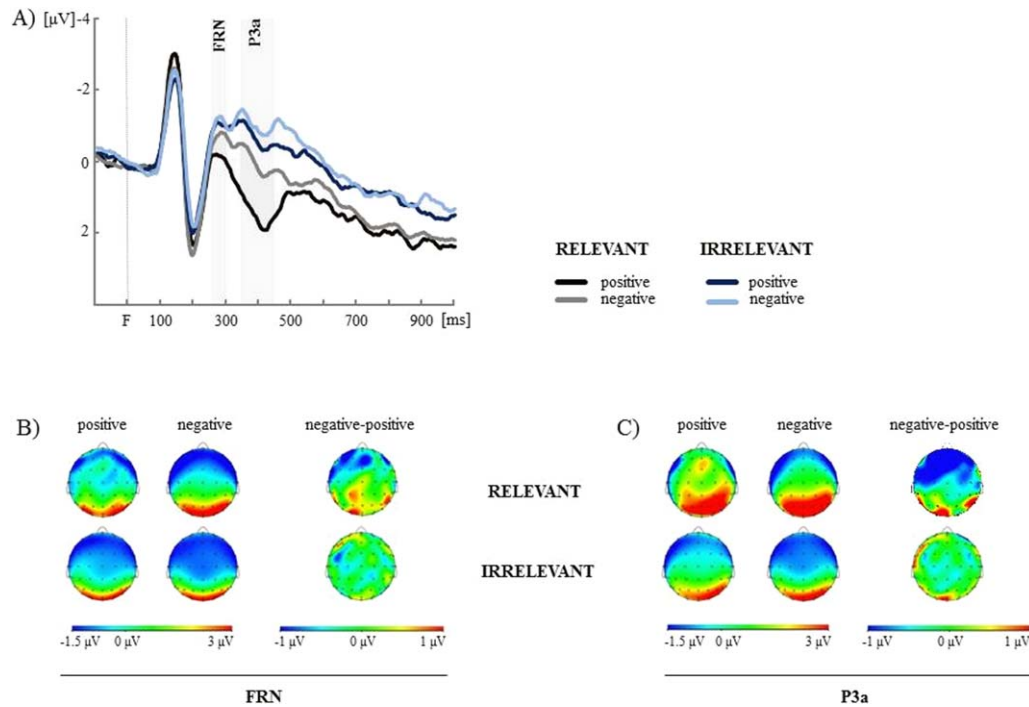 A)
[µV]
-4
-2
0
2
FRN
P3a
F 100 300 500 700 900 [ms]
RELEVANT IRRELEVANT
positive positive
negative negative
B) positive negative negative-positive
C) positive negative negative-positive
RELEVANT
IRRELEVANT
-1.5 µV 0 µV 3 µV -1 µV 0 µV 1 µV
-1.5 µV 0 µV 3 µV -1 µV 0 µV 1 µV
FRN
P3a